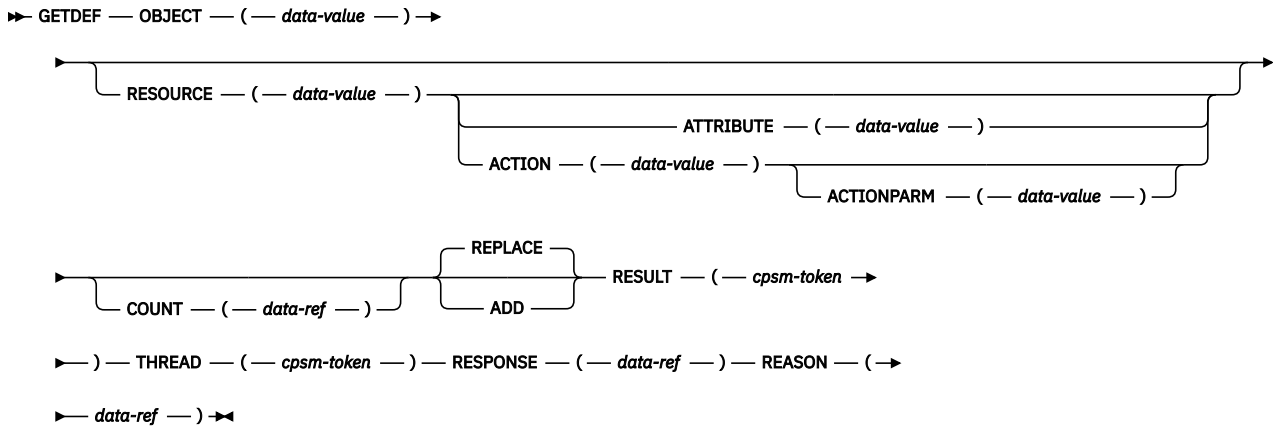 GETDEF OBJECT ( data-value )
RESOURCE ( data-value )
ATTRIBUTE ( data-value )
ACTION ( data-value )
ACTIONPARM ( data-value )
REPLACE
RESULT ( cpsm-token
COUNT ( data-ref )
ADD
) THREAD ( cpsm-token ) RESPONSE ( data-ref ) REASON (
data-ref )